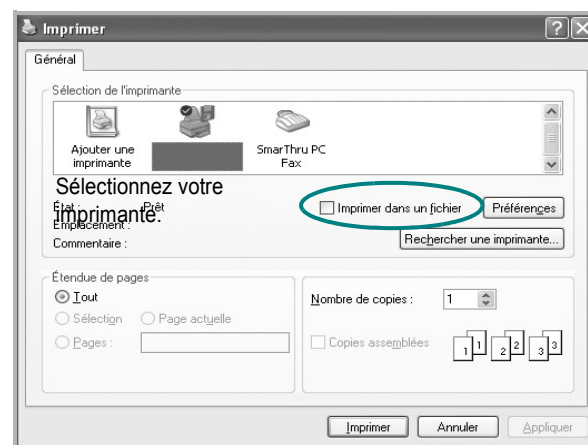 Imprimer
Général
Sélection de l'imprimante
Ajouter une
imprimante
SmarThru PC
Fax
Sélectionnez votre
imprimante.
État : Prêt
Emplacement :
Commentaire :
Imprimer dans un fichier
Préférences
Rechercher une imprimante...
Étendue de pages
Tout
Sélection
Page actuelle
Pages :
Nombre de copies : 1
Copies assemblées
1 1 2 2 3 3
Imprimer
Annuler
Appliquer